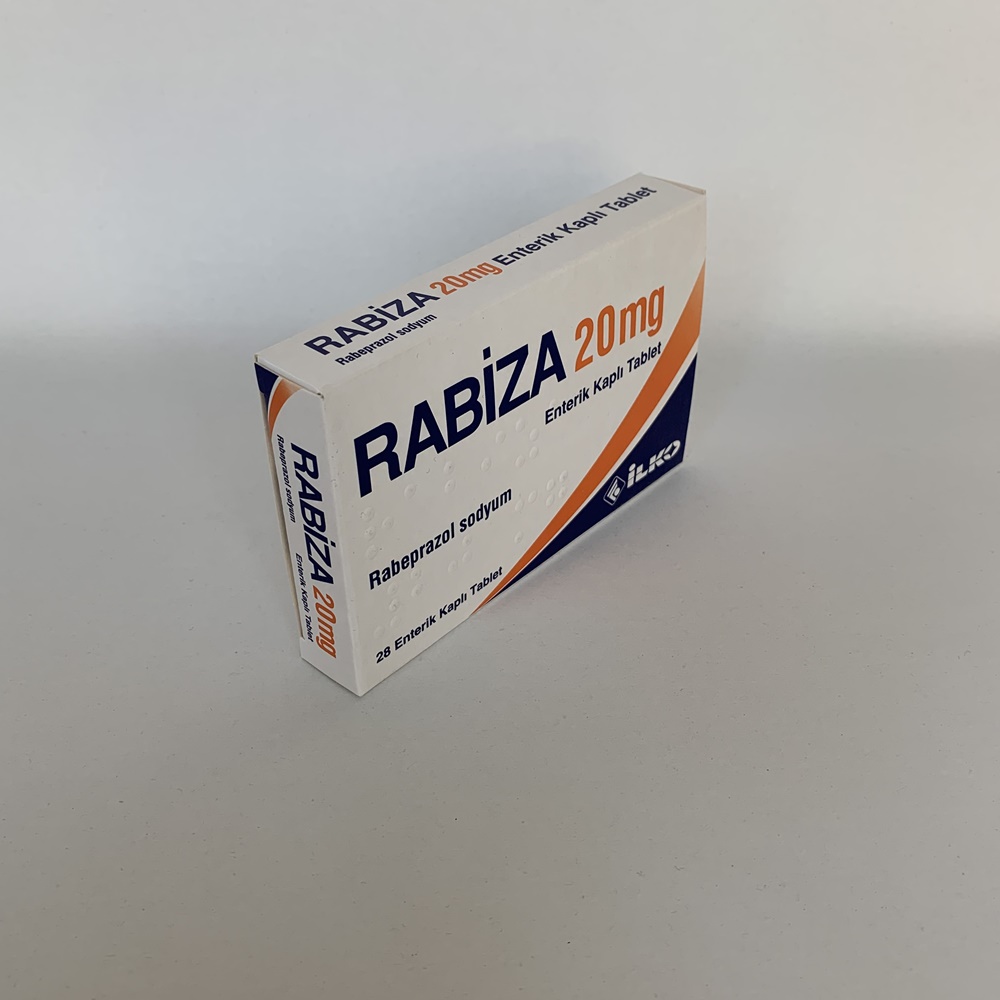 RABİZA 20mg Enterik Kaplı Tablet
Rabeprazol sodyum
RABİZA 20mg
Enterik Kaplı Tablet
Rabeprazol sodyum
28 Enterik Kaplı Tablet
İLKO
RABİZA 20mg
Rabeprazol sodyum Enterik Kaplı Tablet